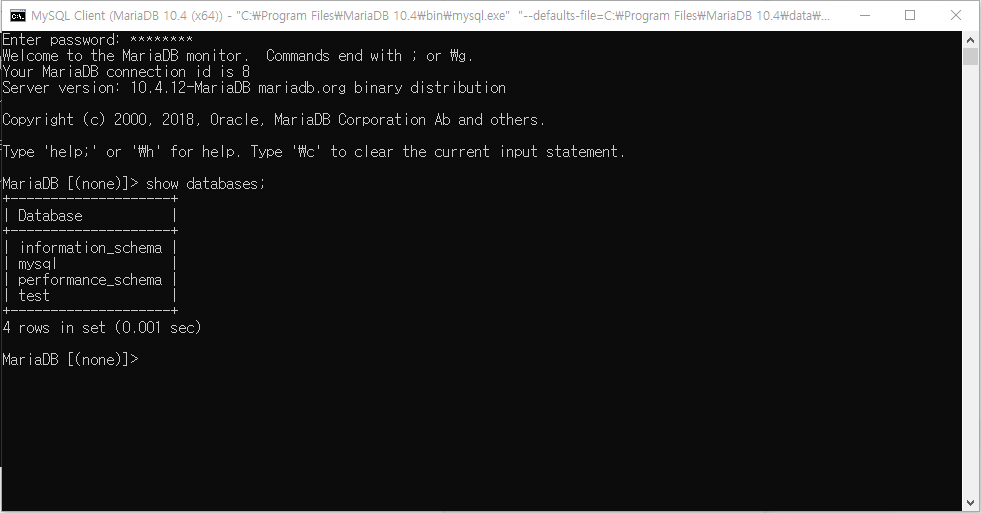 MySQL Client (MariaDB 10.4 (x64)) - "C:₩Program Files₩MariaDB 10.4₩bin₩mysql.exe"  "--defaults-file=C:₩Program Files₩MariaDB 10.4₩data₩...
Enter password: ********
Welcome to the MariaDB monitor.  Commands end with ; or ₩g.
Your MariaDB connection id is 8
Server version: 10.4.12-MariaDB mariadb.org binary distribution
Copyright (c) 2000, 2018, Oracle, MariaDB Corporation Ab and others.
Type 'help;' or '₩h' for help. Type '₩c' to clear the current input statement.
MariaDB [(none)]> show databases;
+--------------------+
| Database           |
+--------------------+
| information_schema |
| mysql              |
| performance_schema |
| test               |
+--------------------+
4 rows in set (0.001 sec)
MariaDB [(none)]>